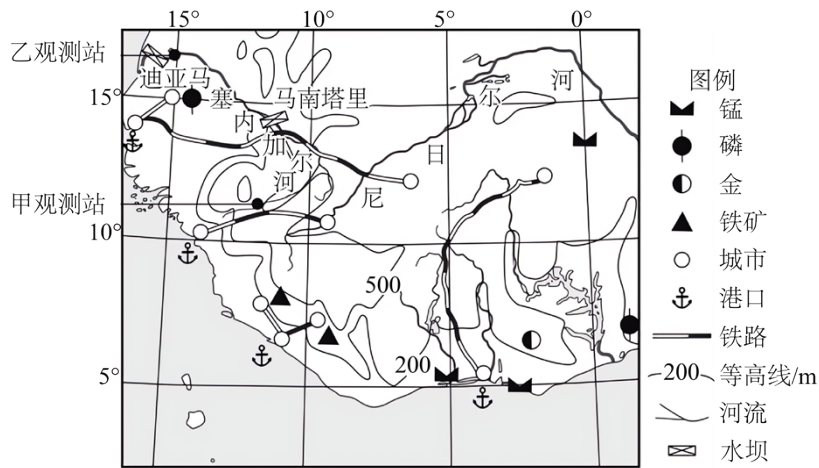 15° 10° 5° 0°
乙观测站
迪亚马
15°
塞
内
加
尔
河
马南塔里
尼
日
尔
河
甲观测站
10°
500
200
5°
图例
锰
磷
金
铁矿
城市
港口
铁路
200 等高线/m
河流
水坝